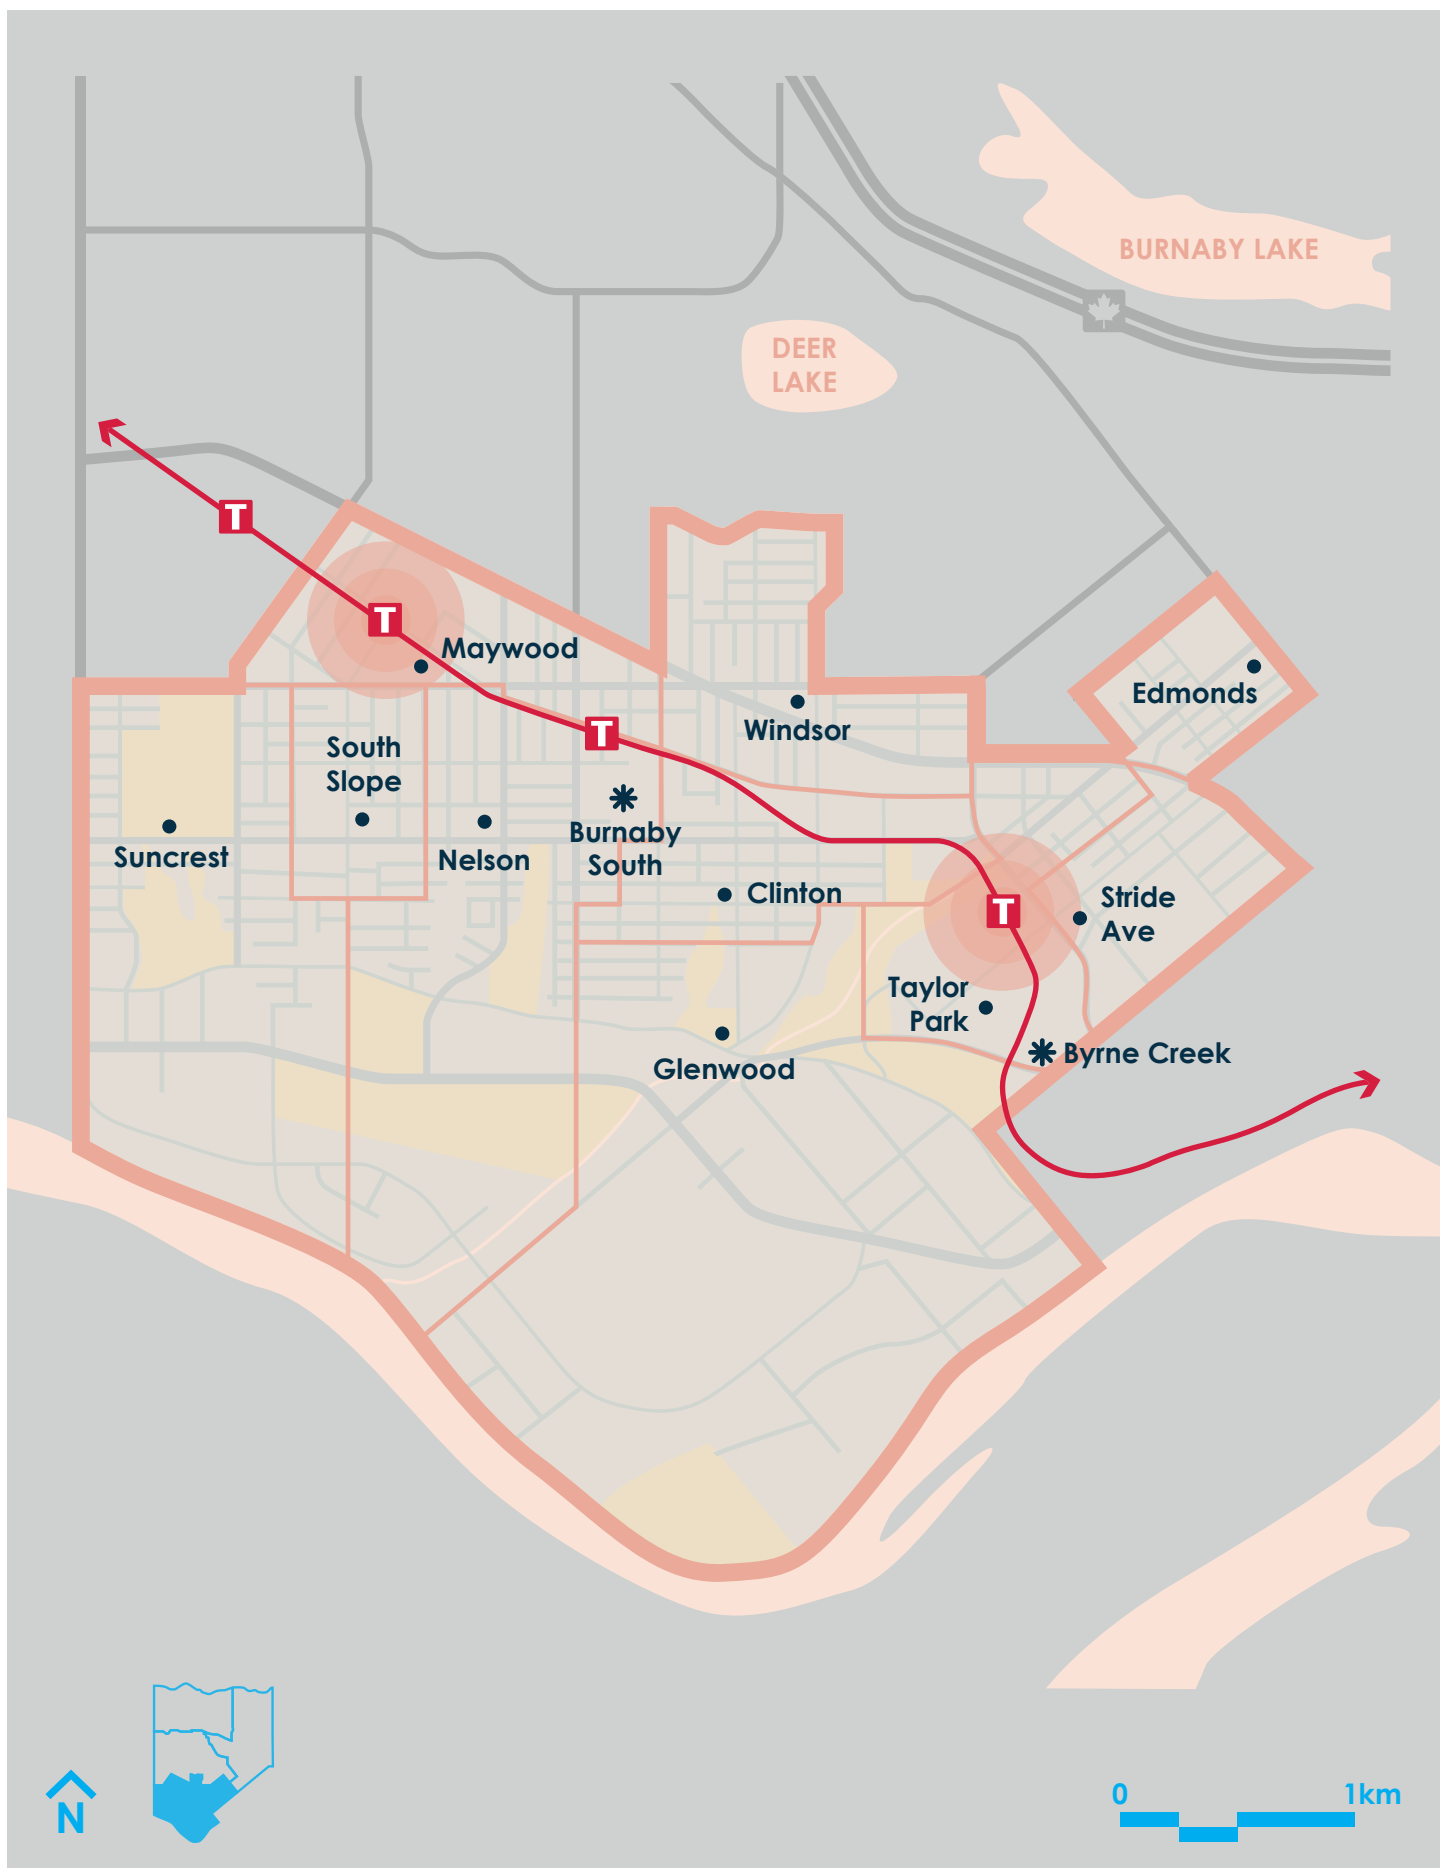 BURNABY LAKE
DEER
LAKE
T
T
Maywood
Edmonds
T
Windsor
South
Slope
Suncrest
Nelson
Burnaby
South
Clinton
T
Stride
Ave
Taylor
Park
Byrne Creek
Glenwood
N
0
1km